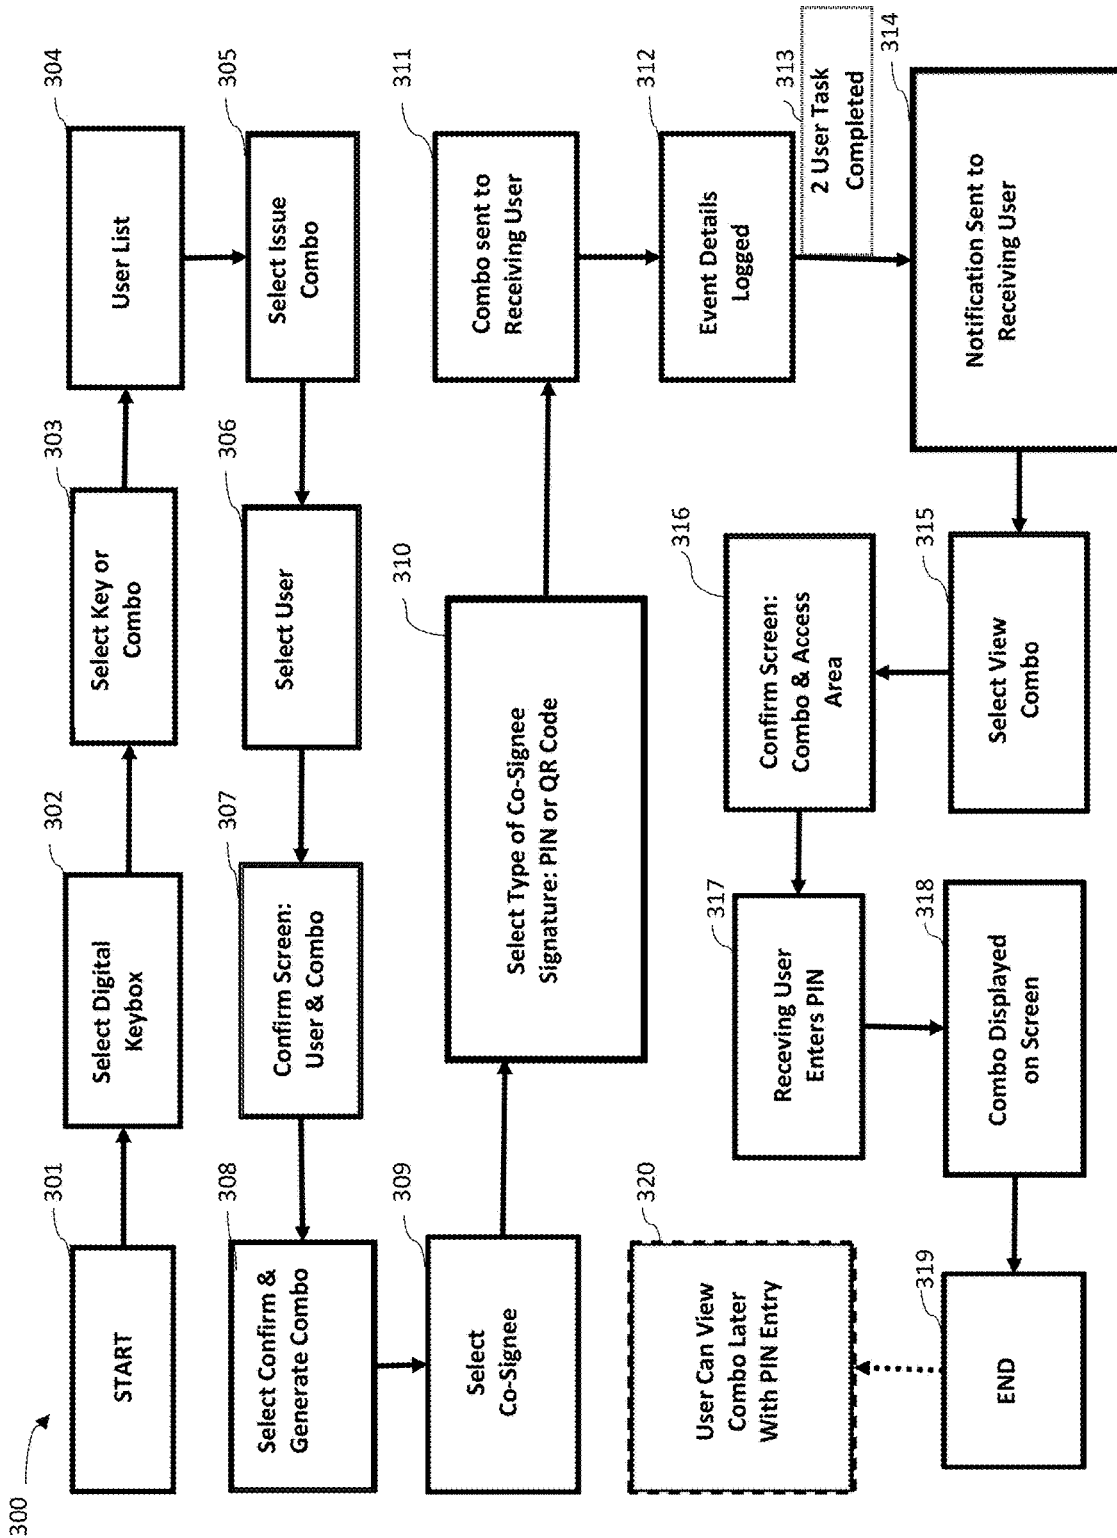 300
301
START
302
Select Digital
Keybox
303
Select Key or
Combo
304
User List
305
Select Issue
Combo
306
Select User
307
Confirm Screen:
User & Combo
308
Select Confirm &
Generate Combo
309
Select
Co-Signee
310
Select Type of Co-Signee
Signature: PIN or QR Code
311
Combo sent to
Receiving User
312
Event Details
Logged
313
2 User Task
Completed
314
Notification Sent to
Receiving User
315
Select View
Combo
316
Confirm Screen:
Combo & Access
Area
317
Receving User
Enters PIN
318
Combo Displayed
on Screen
319
END
320
User Can View
Combo Later
With PIN Entry